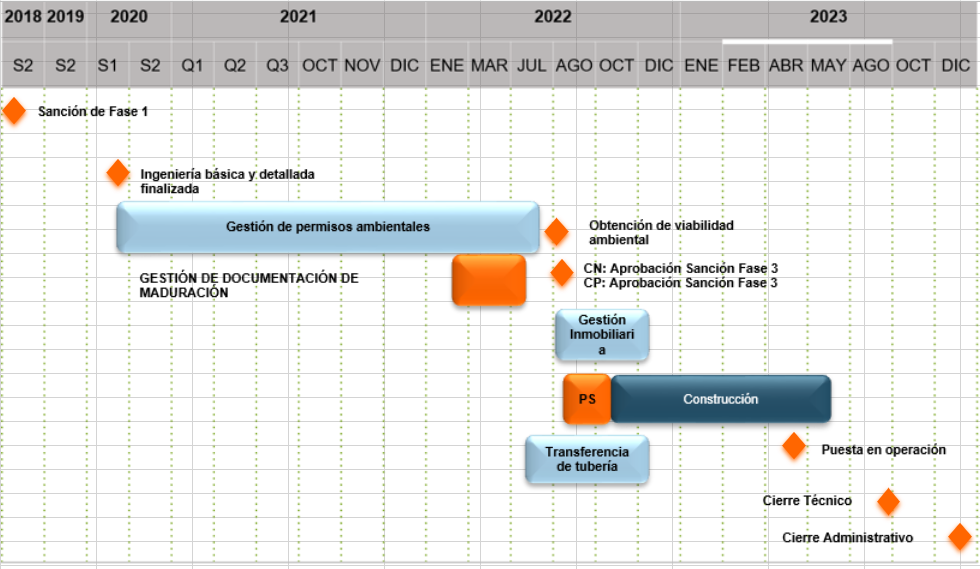 2018 2019 2020 2021 2022 2023
S2 S2 S1 S2 Q1 Q2 Q3 OCT NOV DIC ENE MAR JUL AGO OCT DIC ENE FEB ABR MAY AGO OCT DIC
Sanción de Fase 1
Ingeniería básica y detallada
finalizada
Gestión de permisos ambientales
Obtención de viabilidad
ambiental
GESTIÓN DE DOCUMENTACIÓN DE
MADURACIÓN
CN: Aprobación Sanción Fase 3
CP: Aprobación Sanción Fase 3
Gestión
Inmobiliari
a
PS
Construcción
Transferencia
de tubería
Puesta en operación
Cierre Técnico
Cierre Administrativo